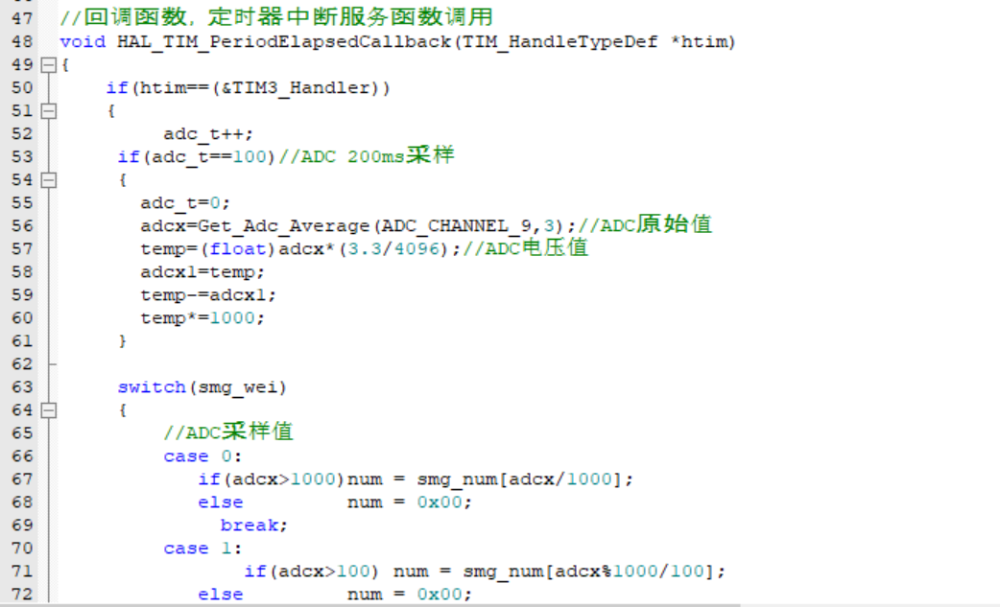 47 //回调函数, 定时器中断服务函数调用
48 void HAL_TIM_PeriodElapsedCallback(TIM_HandleTypeDef *htim)
49 {
50 if(htim==(&TIM3_Handler))
51 {
52 adc_t++;
53 if(adc_t==100)//ADC 200ms采样
54 {
55 adc_t=0;
56 adcx=Get_Adc_Average(ADC_CHANNEL_9,3);//ADC原始值
57 temp=(float)adcx*(3.3/4096);//ADC电压值
58 adcx1=temp;
59 temp-=adcx1;
60 temp*=1000;
61 }
62
63 switch(smg_wei)
64 {
65 //ADC采样值
66 case 0:
67 if(adcx>1000)num = smg_num[adcx/1000];
68 else num = 0x00;
69 break;
70 case 1:
71 if(adcx>100) num = smg_num[adcx%1000/100];
72 else num = 0x00;